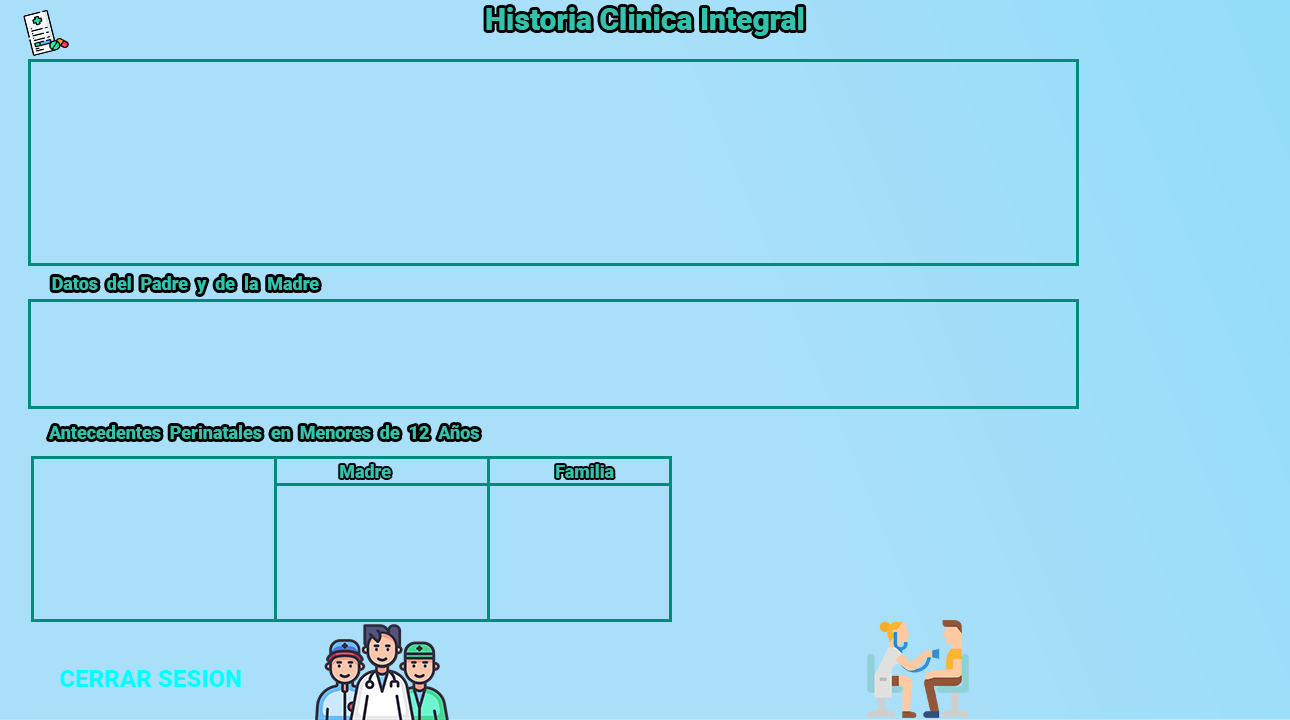 Historia Clinica Integral
Datos del Padre y de la Madre
Antecedentes Perinatales en Menores de 12 Años
Madre
Familia
CERRAR SESION